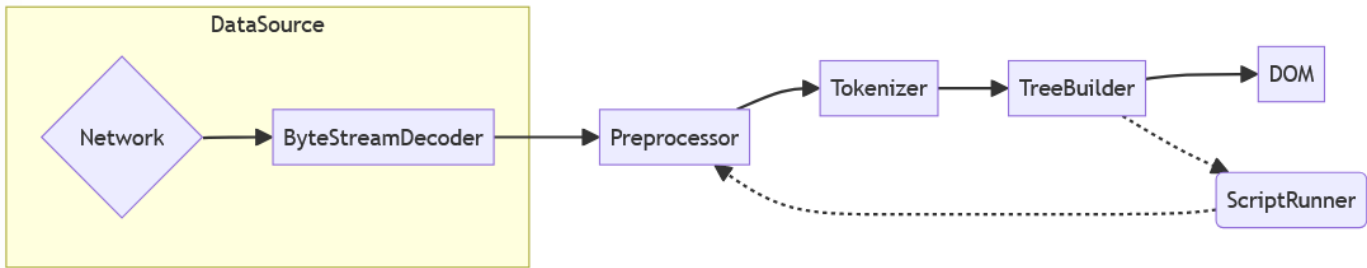 DataSource
Network
ByteStreamDecoder
Preprocessor
Tokenizer
TreeBuilder
DOM
ScriptRunner